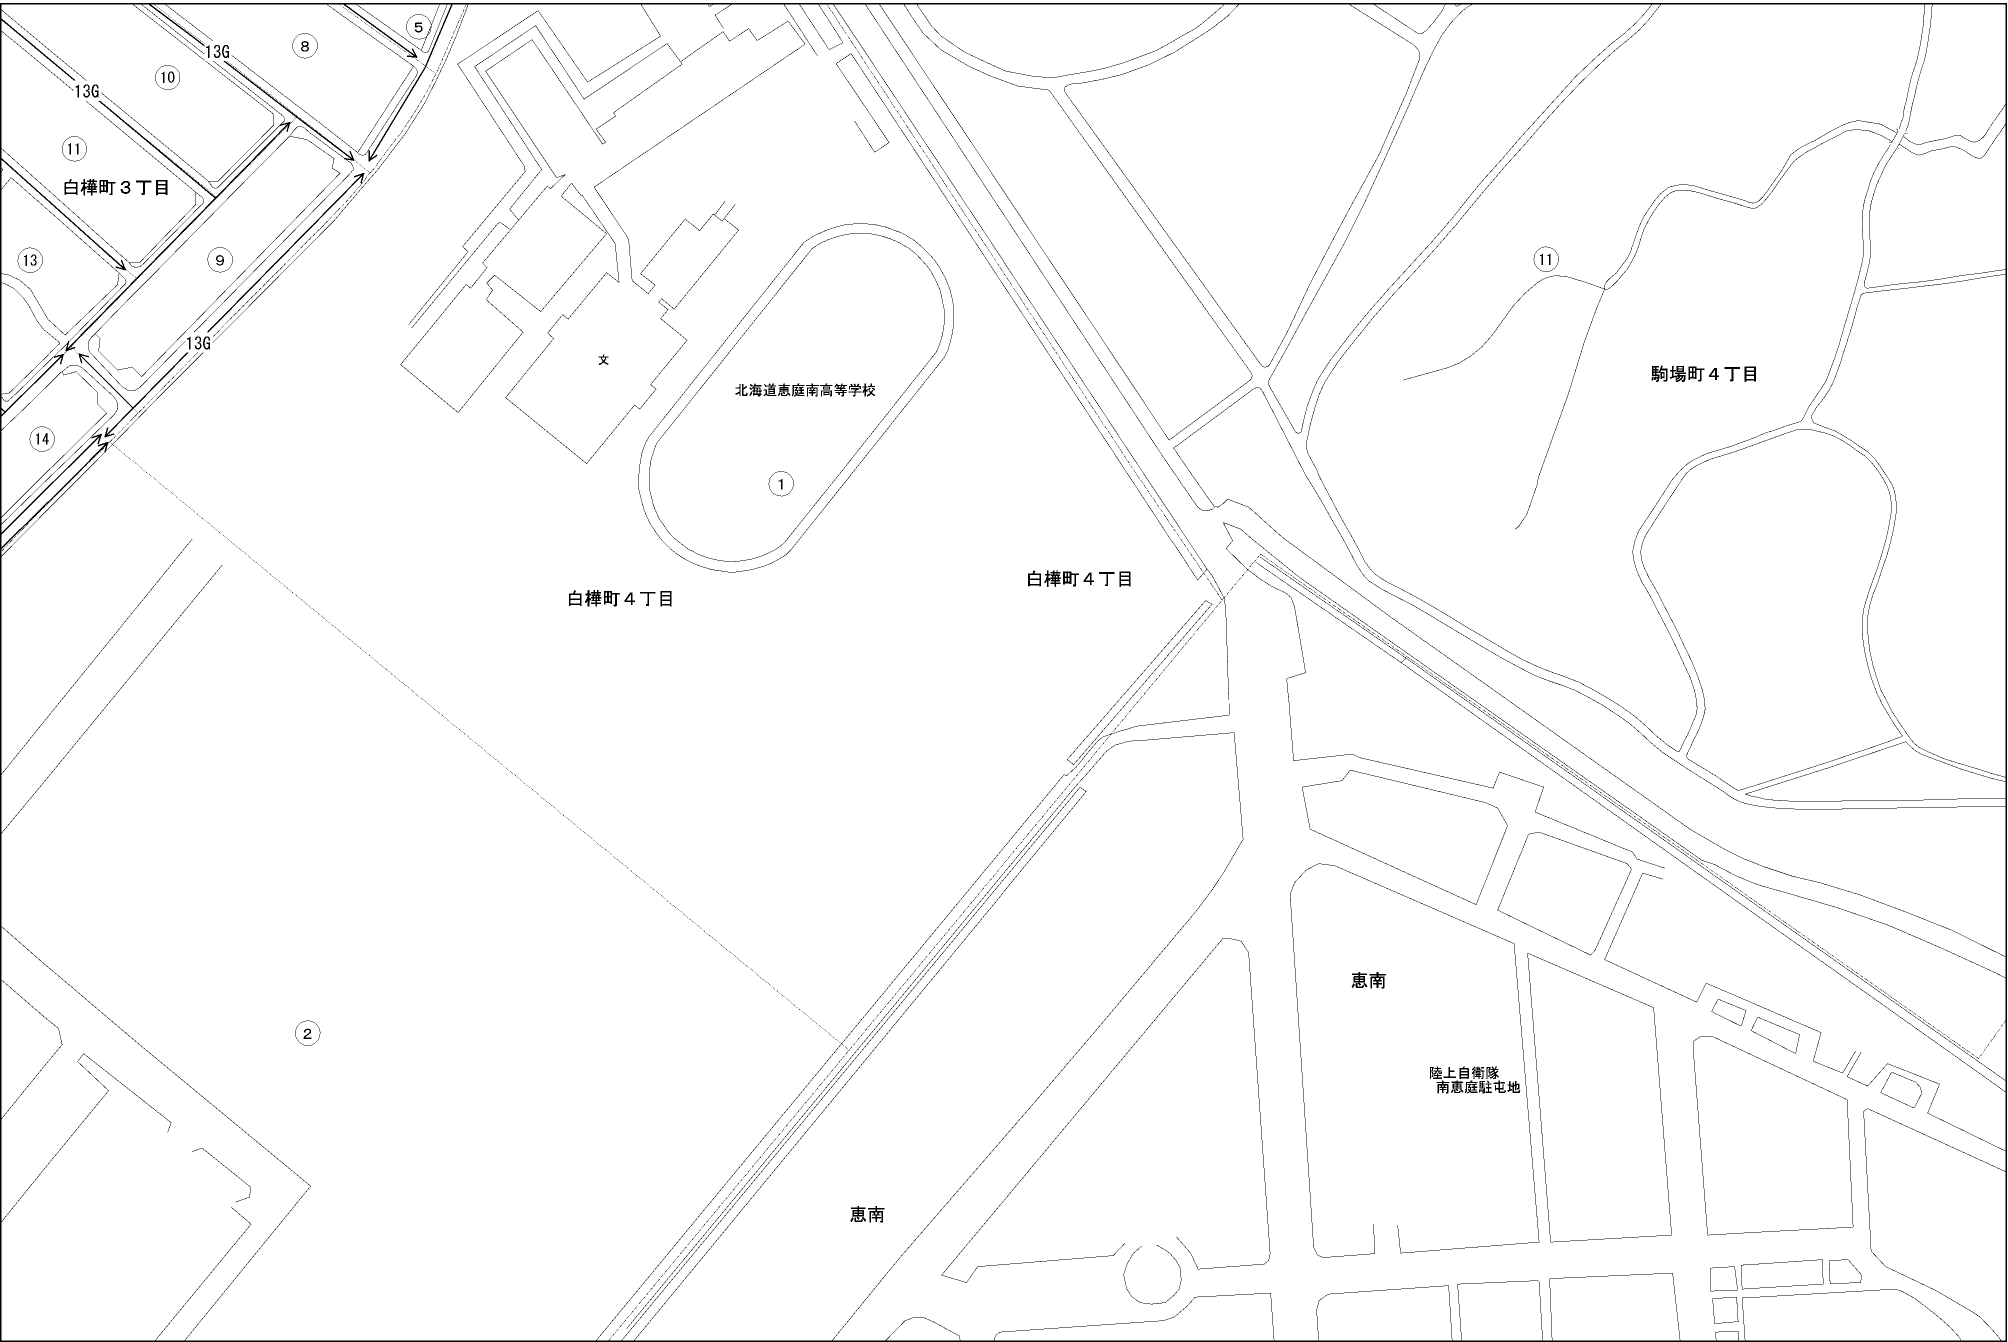 5
8
13G
10
13G
11
白樺町３丁目
13
9
13G
14
文
北海道恵庭南高等学校
1
11
駒場町４丁目
白樺町４丁目
白樺町４丁目
恵南
2
陸上自衛隊
南恵庭駐屯地
恵南